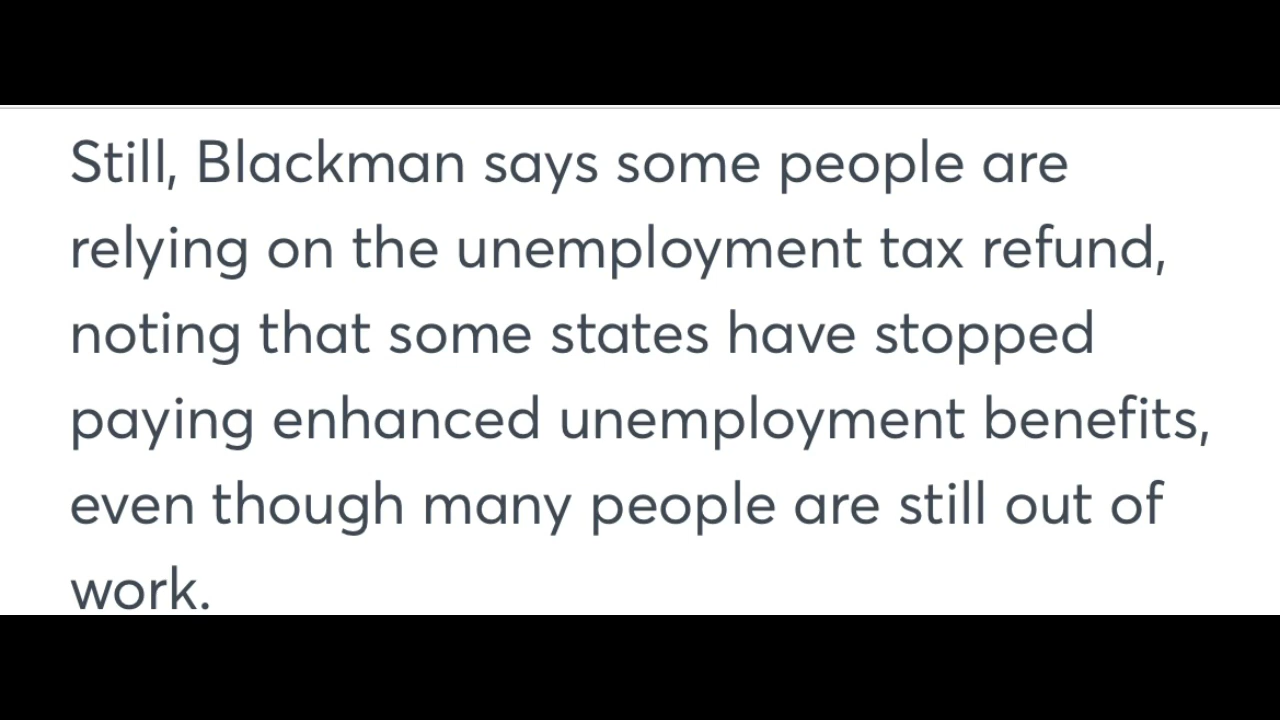 Still, Blackman says some people are
relying on the unemployment tax refund,
noting that some states have stopped
paying enhanced unemployment benefits,
even though many people are still out of
work.